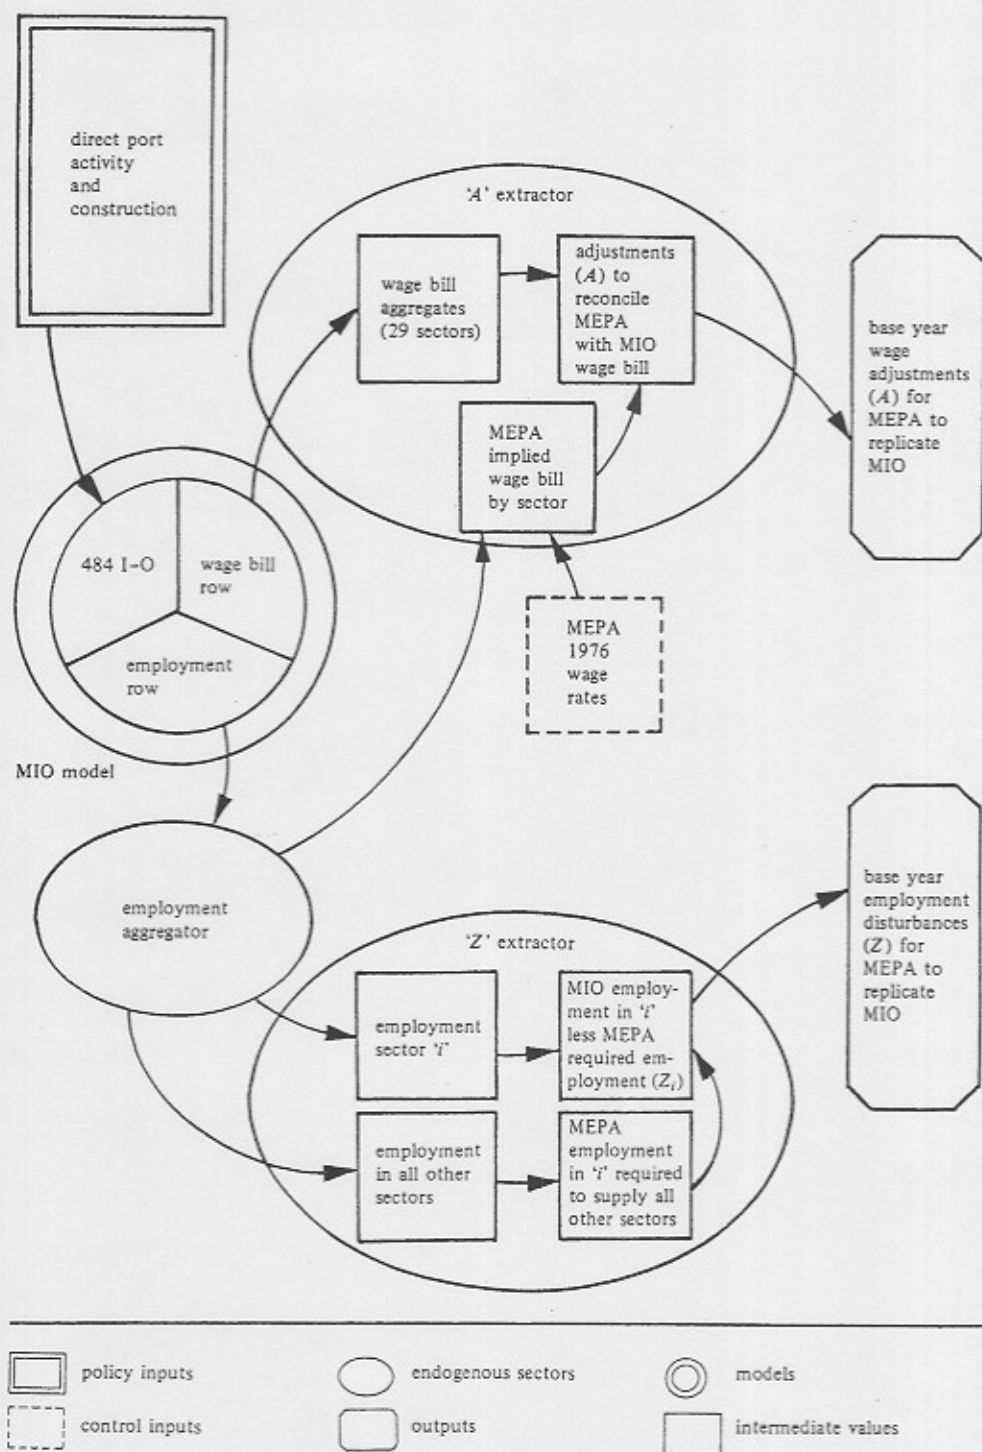 direct port
activity
and
construction
'A' extractor
wage bill
aggregates
(29 sectors)
adjustments
(A) to
reconcile
MEPA
with MIO
wage bill
base year
wage
adjustments
(A) for
MEPA to
replicate
MIO
MEPA
implied
wage bill
by sector
484 I-O
wage bill
row
employment
row
MEPA
1976
wage
rates
MIO model
employment
aggregator
base year
employment
disturbances
(Z) for
MEPA to
replicate
MIO
'Z' extractor
employment
sector 'i'
MIO employ-
ment in 'i'
less MEPA
required em-
ployment (Zi)
employment
in all other
sectors
MEPA
employment
in 'i' required
to supply all
other sectors
policy inputs
endogenous sectors
models
control inputs
outputs
intermediate values